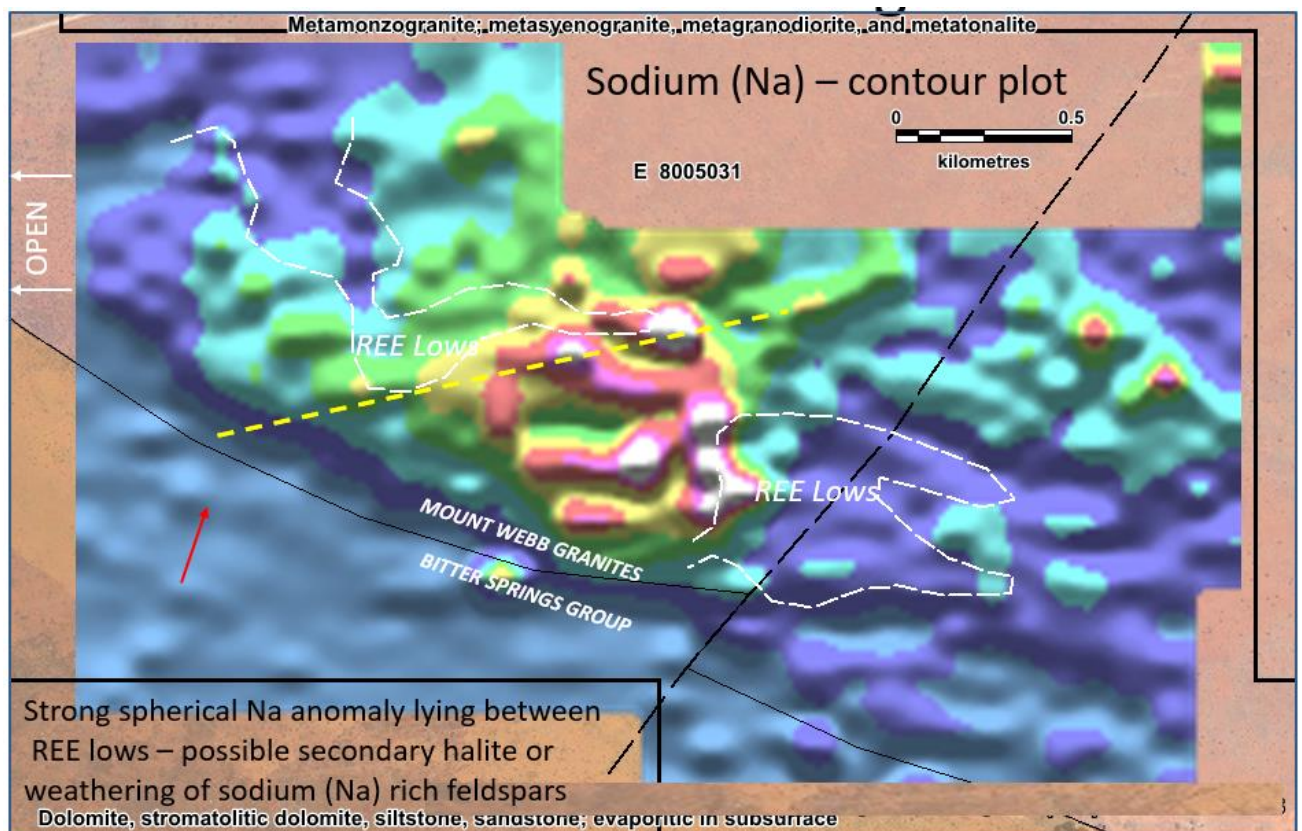 Metamonzogranite; metasyenogranite, metagranodiorite, and metatonalite
Sodium (Na) – contour plot
0 0.5
kilometres
E 8005031
OPEN
REE Lows
REE Lows
MOUNT WEBB GRANITES
BITTER SPRINGS GROUP
Strong spherical Na anomaly lying between
REE lows – possible secondary halite or
weathering of sodium (Na) rich feldspars
Dolomite, stromatolitic dolomite, siltstone, sandstone; evaporitic in subsurface